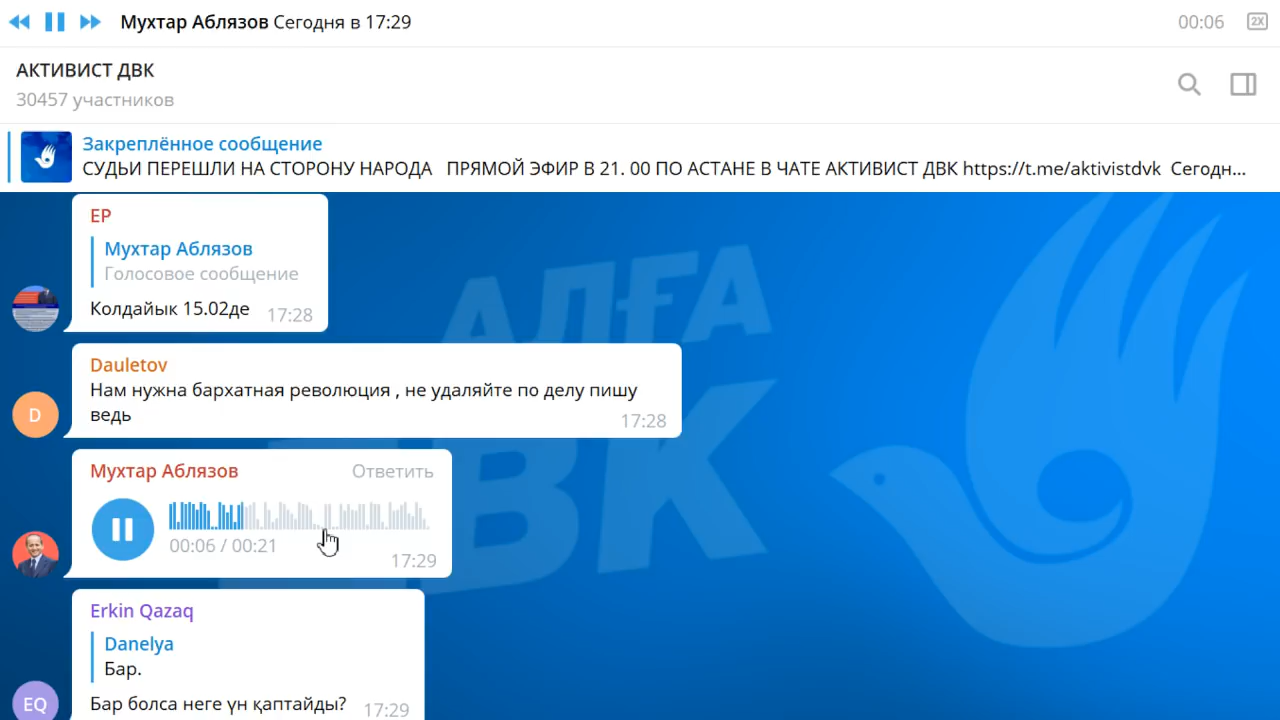 Мухтар Аблязов Сегодня в 17:29
00:06
2X
АКТИВИСТ ДВК
30457 участников
Закреплённое сообщение
СУДЬИ ПЕРЕШЛИ НА СТОРОНУ НАРОДА ПРЯМОЙ ЭФИР В 21. 00 ПО АСТАНЕ В ЧАТЕ АКТИВИСТ ДВК https://t.me/aktivistdvk Сегодн...
EP
Мухтар Аблязов
Голосовое сообщение
Колдайык 15.02де
17:28
АЛҒА
ДВК
Dauletov
Нам нужна бархатная революция , не удаляйте по делу пишу
ведь
17:28
D
Мухтар Аблязов
Ответить
00:06 / 00:21
17:29
Erkin Qazaq
Danelya
Бар.
Бар болса неге үн қаптайды?
17:29
EQ